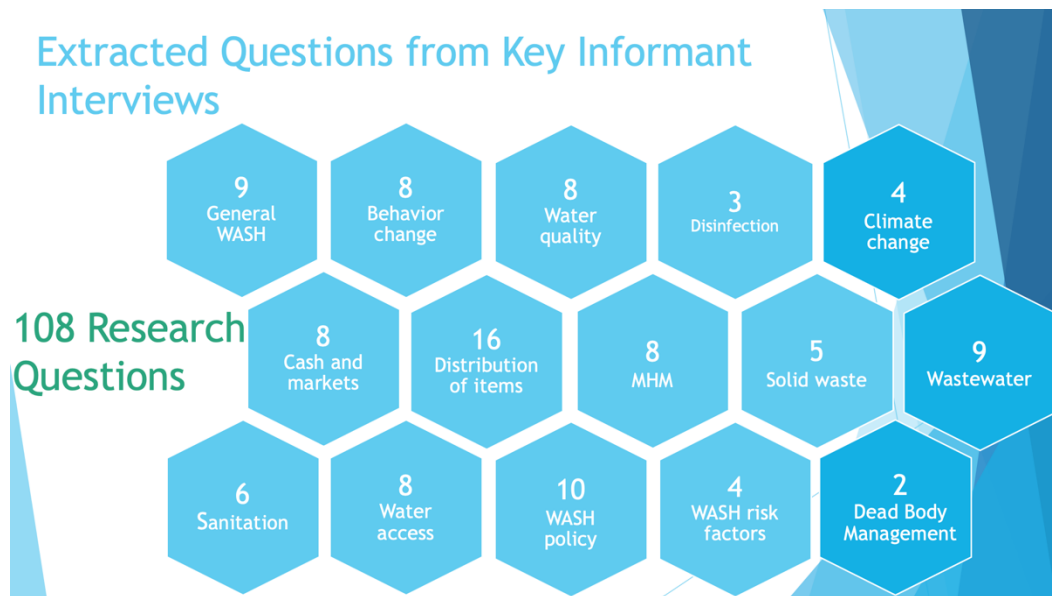 Extracted Questions from Key Informant
Interviews
9
General
WASH
8
Behavior
change
8
Water
quality
3
Disinfection
4
Climate
change
108 Research
Questions
8
Cash and
markets
16
Distribution
of items
8
MHM
5
Solid waste
9
Wastewater
6
Sanitation
8
Water
access
10
WASH
policy
4
WASH risk
factors
2
Dead Body
Management